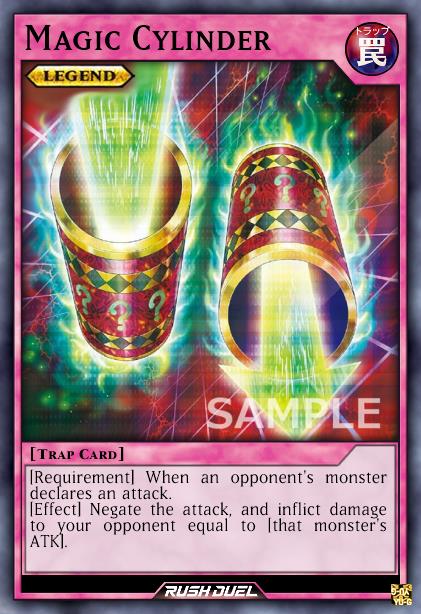 MAGIC CYLINDER
トラップ
罠
LEGEND
SAMPLE
[TRAP CARD]
[Requirement] When an opponent's monster
declares an attack.
[Effect] Negate the attack, and inflict damage
to your opponent equal to [that monster's
ATK].
RUSH DUEL